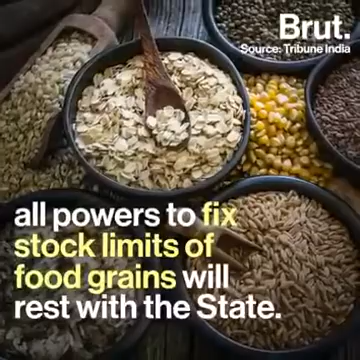 Brut.
Source: Tribune India
all powers to fix
stock limits of
food grains will
rest with the State.